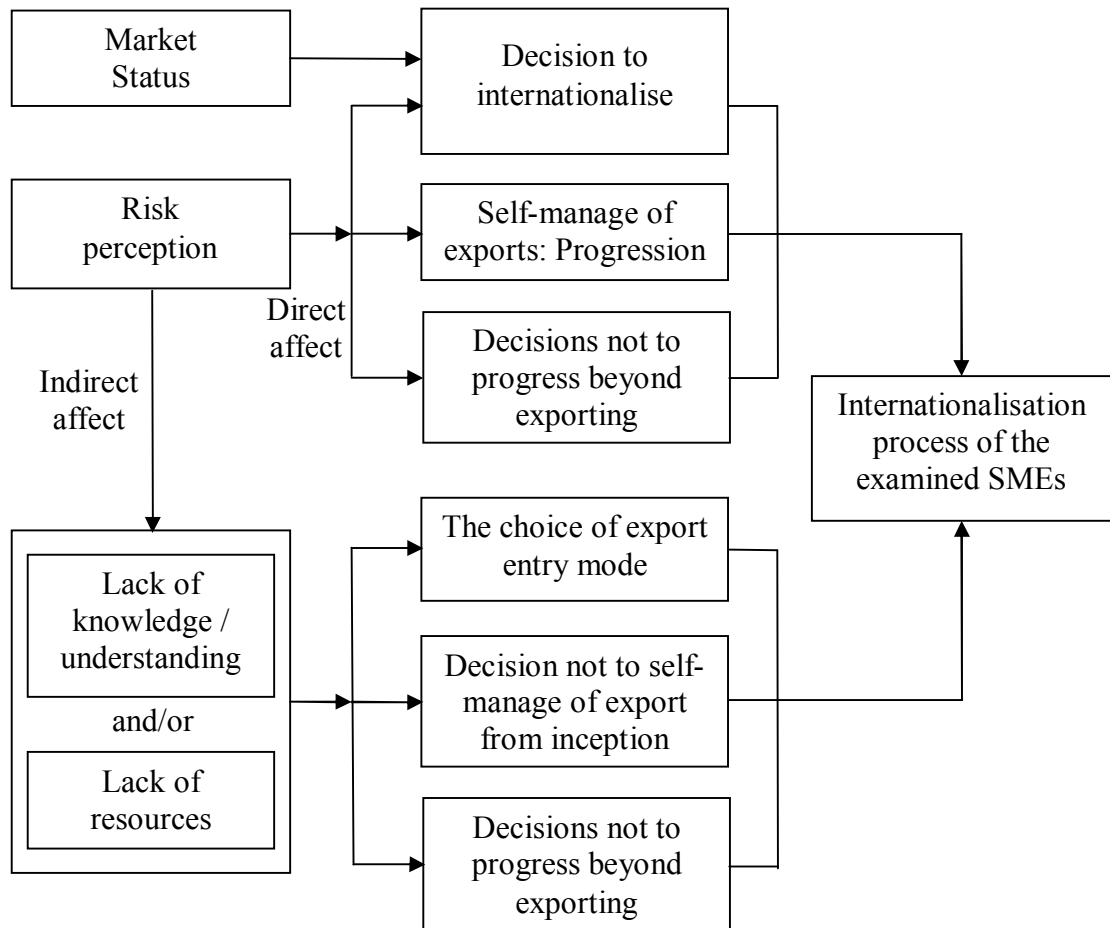 Market
Status
Decision to
internationalise
Risk
perception
Self-manage of
exports: Progression
Direct
affect
Decisions not to
progress beyond
exporting
Indirect
affect
Internationalisation
process of the
examined SMEs
Lack of
knowledge /
understanding
and/or
Lack of
resources
The choice of export
entry mode
Decision not to self-
manage of export
from inception
Decisions not to
progress beyond
exporting